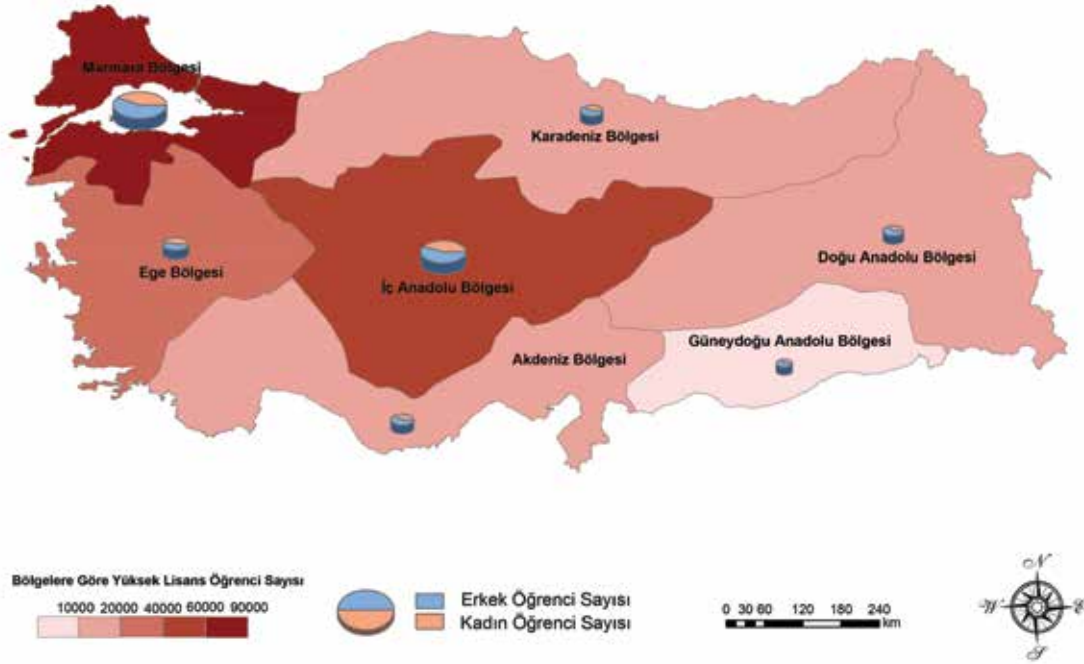 Marmara Bölgesi
Karadeniz Bölgesi
Ege Bölgesi
İç Anadolu Bölgesi
Doğu Anadolu Bölgesi
Güneydoğu Anadolu Bölgesi
Akdeniz Bölgesi
Bölgelere Göre Yüksek Lisans Öğrenci Sayısı
10000 20000 40000 60000 90000
Erkek Öğrenci Sayısı
Kadın Öğrenci Sayısı
0 30 60 120 180 240
km
N
W E
S